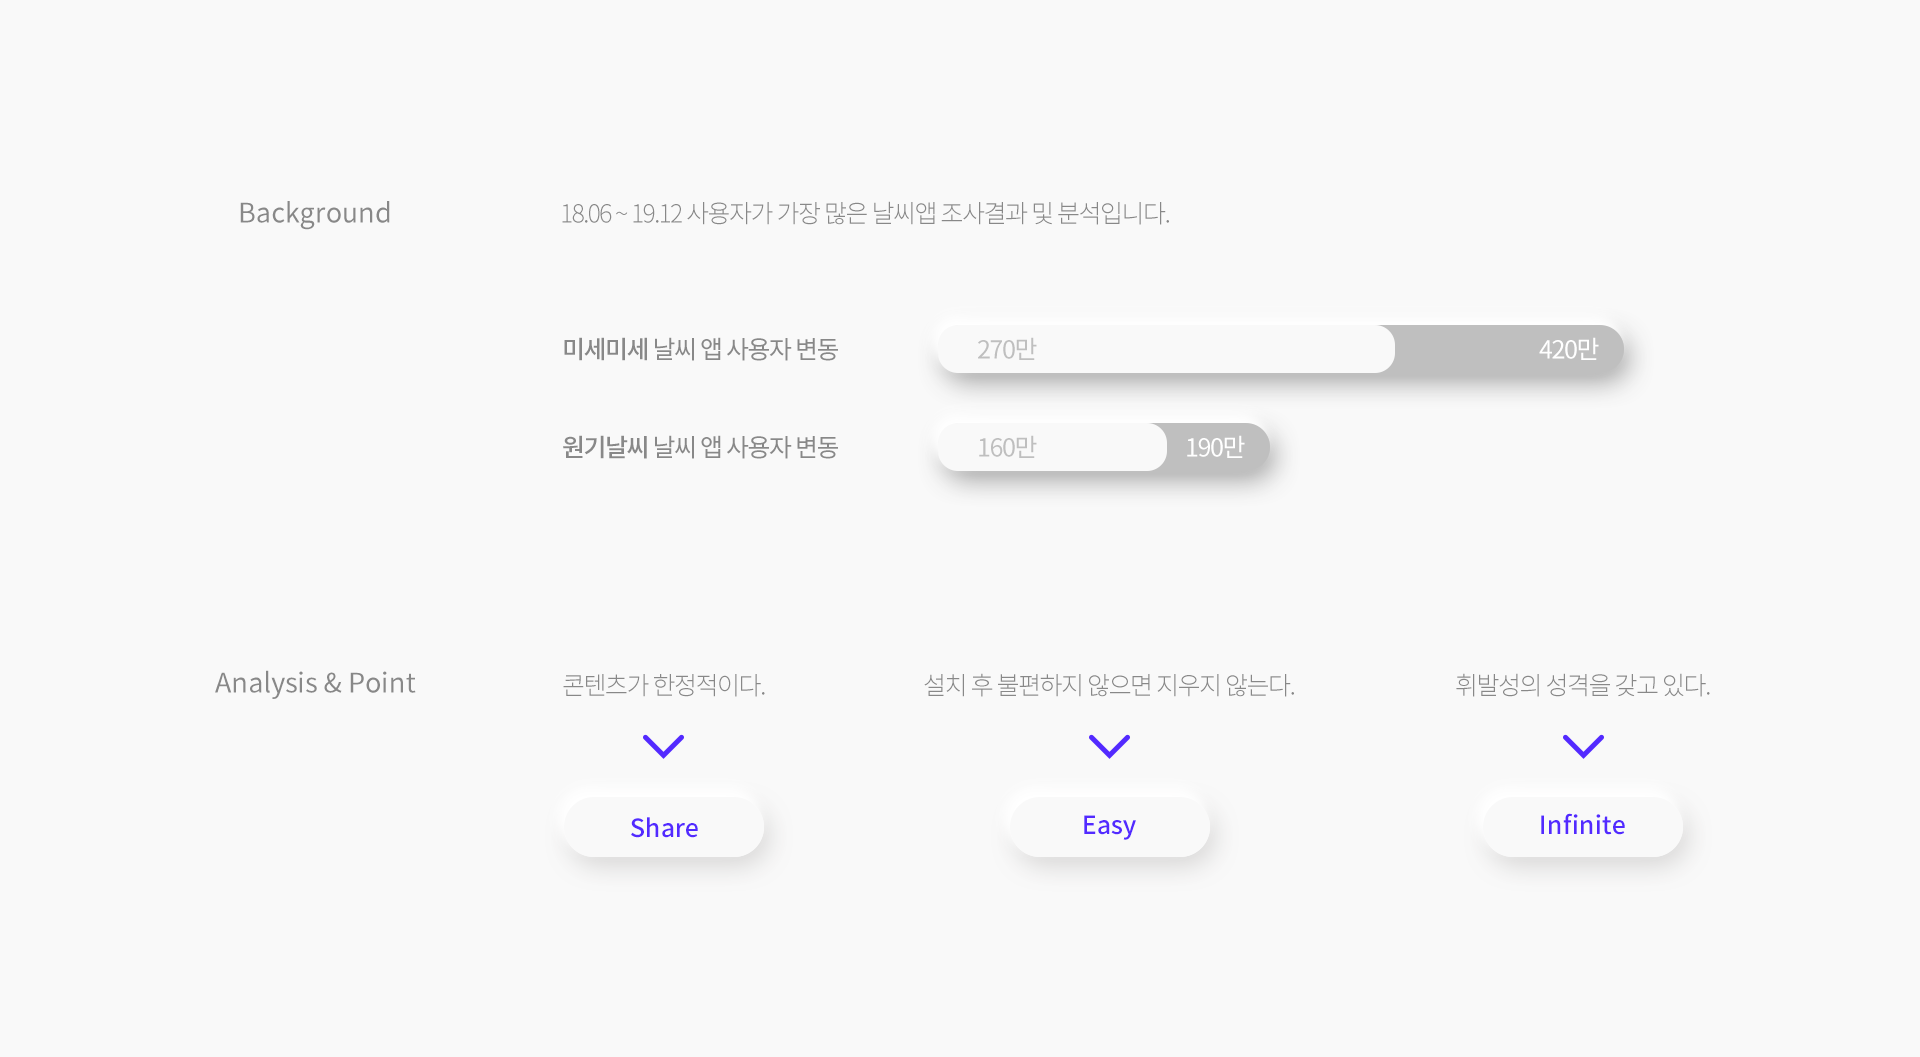 Background
18.06 ~ 19.12 사용자가 가장 많은 날씨앱 조사결과 및 분석입니다.
미세미세 날씨 앱 사용자 변동
270만
420만
원기날씨 날씨 앱 사용자 변동
160만
190만
Analysis & Point
콘텐츠가 한정적이다.
설치 후 불편하지 않으면 지우지 않는다.
휘발성의 성격을 갖고 있다.
Share
Easy
Infinite